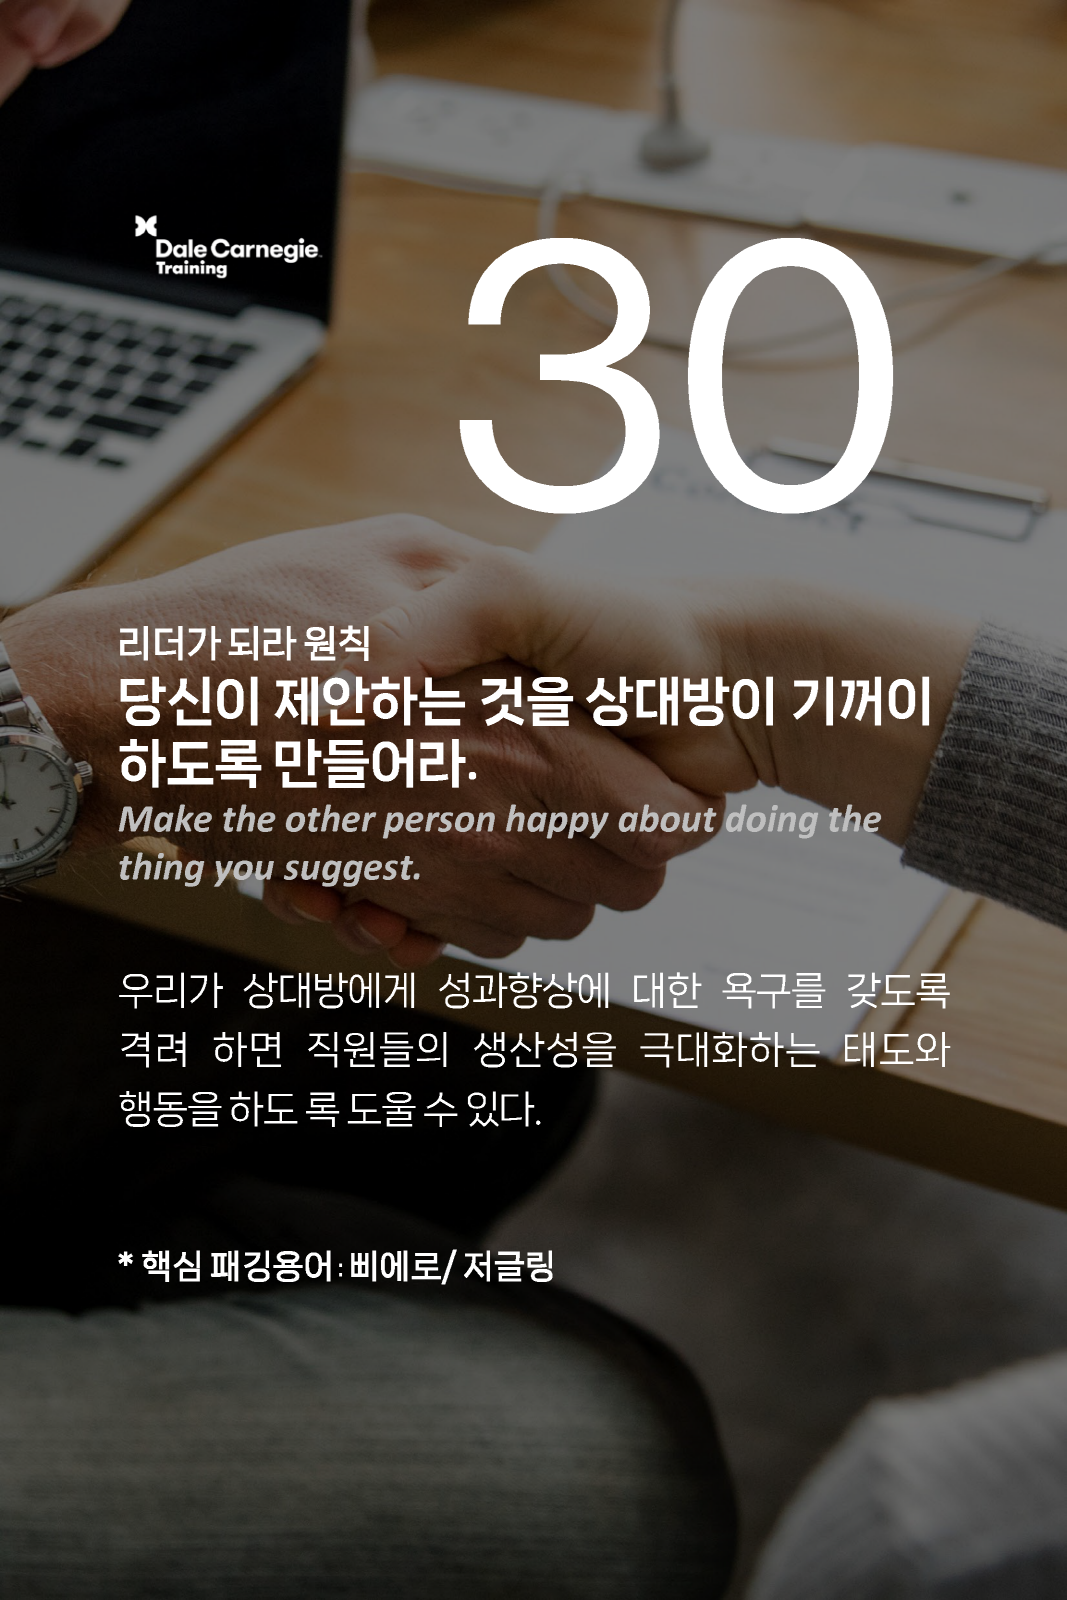 Dale Carnegie
Training
30
리더가 되라 원칙
당신이 제안하는 것을 상대방이 기꺼이
하도록 만들어라.
Make the other person happy about doing the
thing you suggest.
우리가 상대방에게 성과향상에 대한 욕구를 갖도록
격려 하면 직원들의 생산성을 극대화하는 태도와
행동을 하도 록 도울 수 있다.
* 핵심 패깅용어 : 삐에로/ 저글링